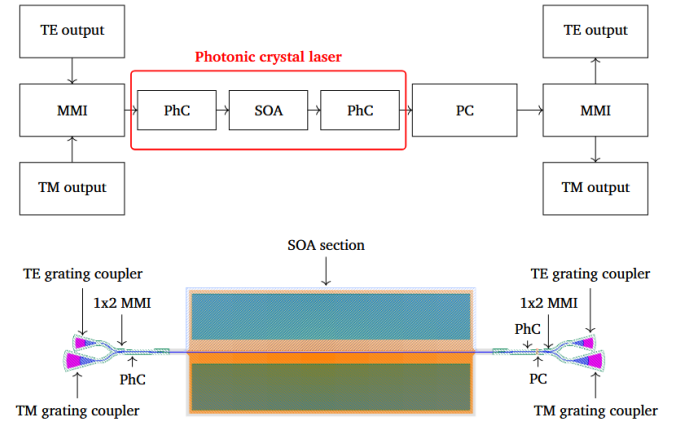 TE output
TE output
Photonic crystal laser
MMI
PhC
SOA
PhC
PC
MMI
TM output
TM output
SOA section
TE grating coupler
TE grating coupler
1x2 MMI
1x2 MMI
PhC
PhC
PC
TM grating coupler
TM grating coupler